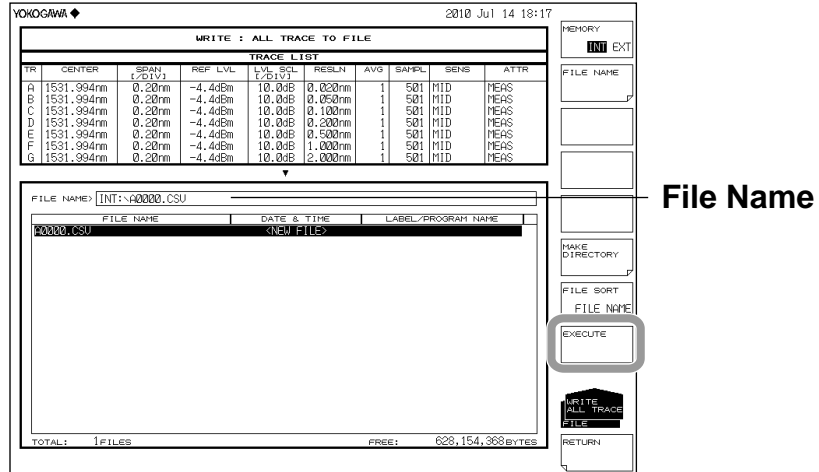 YOKOGAWA◆ 2010 Jul 14 18:17
WRITE : ALL TRACE TO FILE
TRACE LIST
TR CENTER SPAN [/DIV] REF LVL LVL SCL [/DIV] RESLN AVG SAMPL SENS ATTR
A 1531.994nm 0.20nm -4.4dBm 10.0dB 0.020nm 1 501 MID MEAS
B 1531.994nm 0.20nm -4.4dBm 10.0dB 0.050nm 1 501 MID MEAS
C 1531.994nm 0.20nm -4.4dBm 10.0dB 0.100nm 1 501 MID MEAS
D 1531.994nm 0.20nm -4.4dBm 10.0dB 0.200nm 1 501 MID MEAS
E 1531.994nm 0.20nm -4.4dBm 10.0dB 0.500nm 1 501 MID MEAS
F 1531.994nm 0.20nm -4.4dBm 10.0dB 1.000nm 1 501 MID MEAS
G 1531.994nm 0.20nm -4.4dBm 10.0dB 2.000nm 1 501 MID MEAS
FILE NAME> INT:\A0000.CSV
FILE NAME DATE & TIME LABEL/PROGRAM NAME
A0000.CSV <NEW FILE>
TOTAL: 1FILES FREE: 628,154,368BYTES
MEMORY
INT EXT
FILE NAME
MAKE
DIRECTORY
FILE SORT
FILE NAME
EXECUTE
WRITE
ALL TRACE
FILE
RETURN
File Name